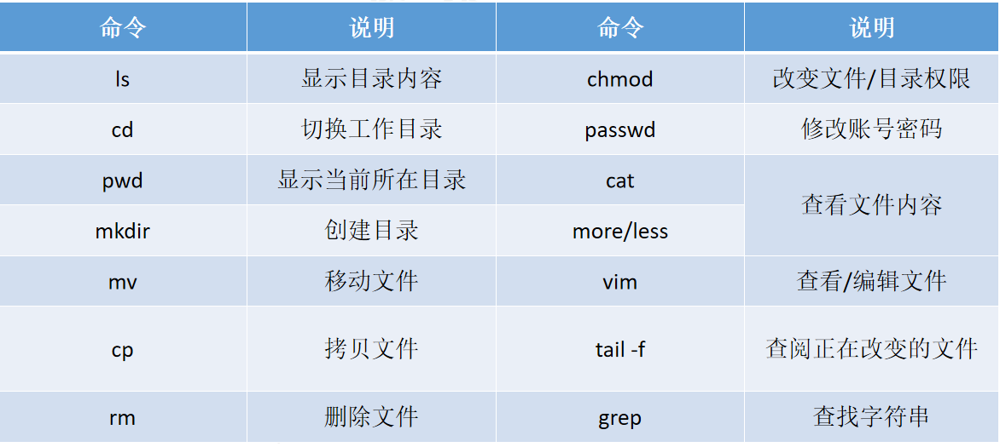 命令 说明 命令 说明
ls 显示目录内容 chmod 改变文件/目录权限
cd 切换工作目录 passwd 修改账号密码
pwd 显示当前所在目录 cat 查看文件内容
mkdir 创建目录 more/less
mv 移动文件 vim 查看/编辑文件
cp 拷贝文件 tail -f 查阅正在改变的文件
rm 删除文件 grep 查找字符串